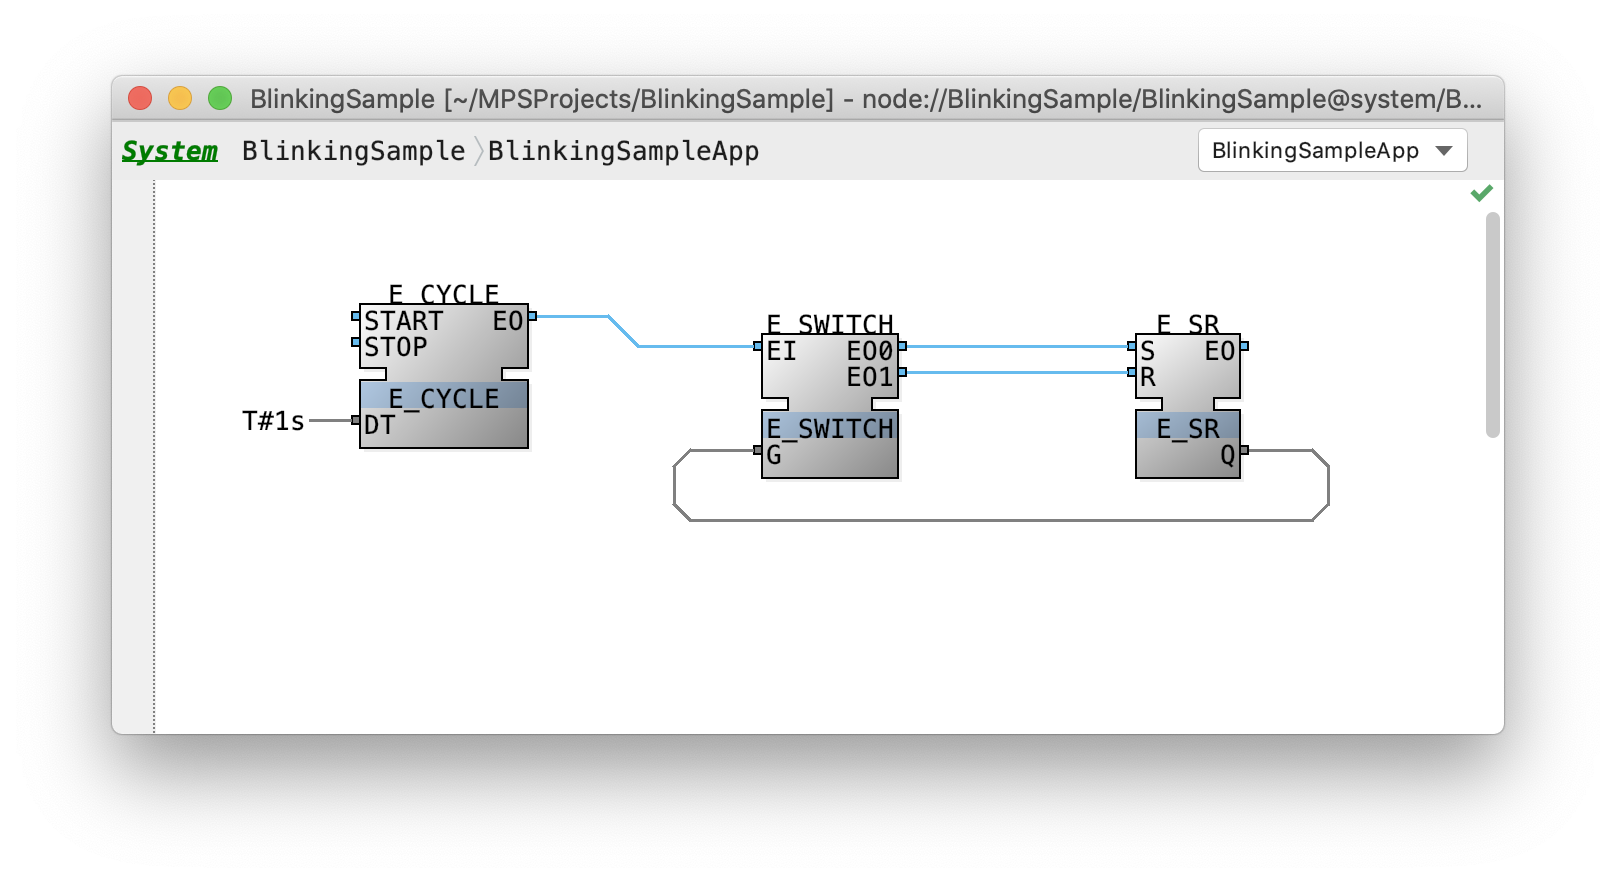 BlinkingSample [~/MPSProjects/BlinkingSample] - node://BlinkingSample/BlinkingSample@system/B...
System BlinkingSample BlinkingSampleApp
BlinkingSampleApp
E_CYCLE
START EO
STOP
E_CYCLE
T#1s
DT
E_SWITCH
EI EO0
EO1
E_SWITCH
G
E_SR
S EO
R
E_SR
Q